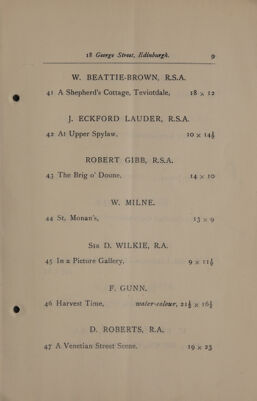 18 George Street, Edinburgh. 9
W. BEATTIE-BROWN, R.S.A.
41 A Shepherd's Cottage, Teviotdale, 18 × 12
J. ECKFORD LAUDER, R.S.A.
42 At Upper Spylaw, 10 × 14½
ROBERT GIBB, R.S.A.
43 The Brig o' Doune, 14 × 10
W. MILNE.
44 St. Monan's, 13 × 9
Sir D. WILKIE, R.A.
45 In a Picture Gallery, 9 × 11½
F. GUNN.
46 Harvest Time, water-colour, 21½ × 16½
D. ROBERTS, R.A.
47 A Venetian Street Scene, 19 × 23